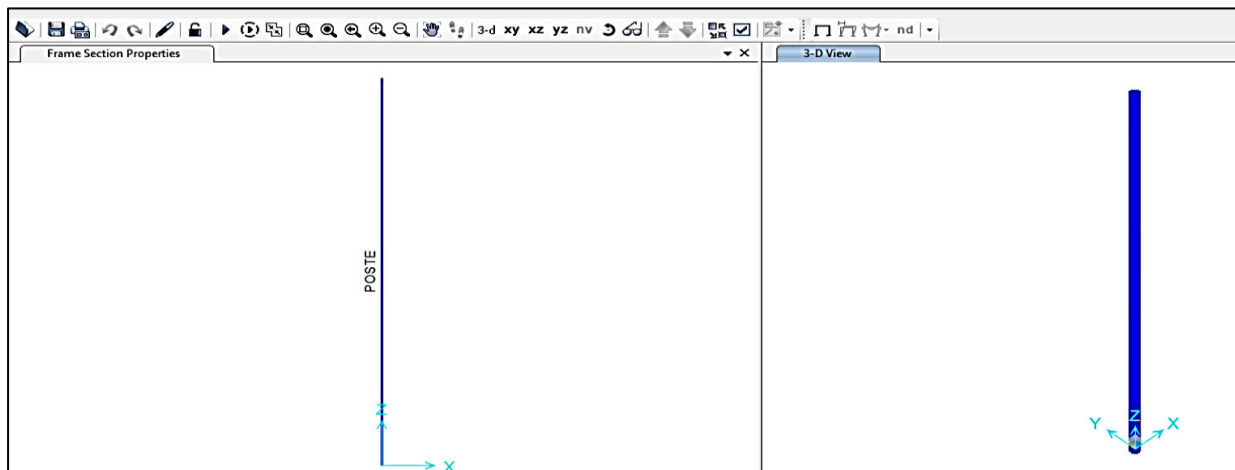 3-d xy xz yz nv nd
Frame Section Properties
3-D View
POSTE
Z
X
Y
Z
X